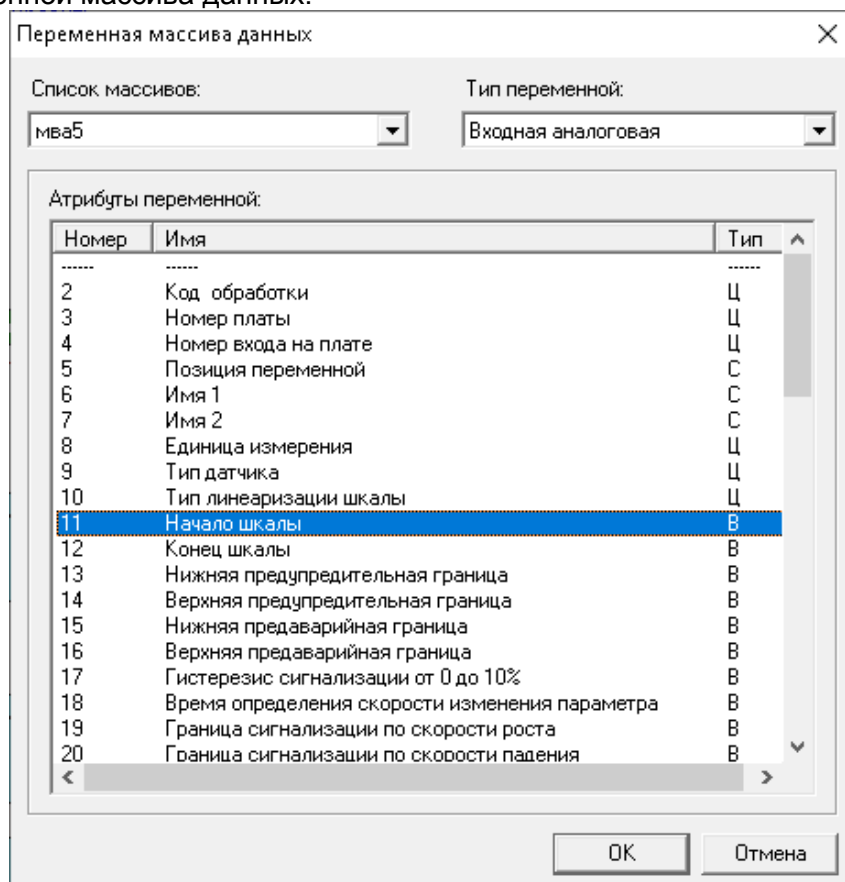 массива данных.
Переменная массива данных
Список массивов: Тип переменной:
мва5 Входная аналоговая
Атрибуты переменной:
Номер Имя Тип
------ ------ ------
2 Код обработки Ц
3 Номер платы Ц
4 Номер входа на плате Ц
5 Позиция переменной С
6 Имя 1 С
7 Имя 2 С
8 Единица измерения Ц
9 Тип датчика Ц
10 Тип линеаризации шкалы Ц
11 Начало шкалы В
12 Конец шкалы В
13 Нижняя предупредительная граница В
14 Верхняя предупредительная граница В
15 Нижняя предаварийная граница В
16 Верхняя предаварийная граница В
17 Гистерезис сигнализации от 0 до 10% В
18 Время определения скорости изменения параметра В
19 Граница сигнализации по скорости роста В
20 Граница сигнализации по скорости падения В
OK Отмена